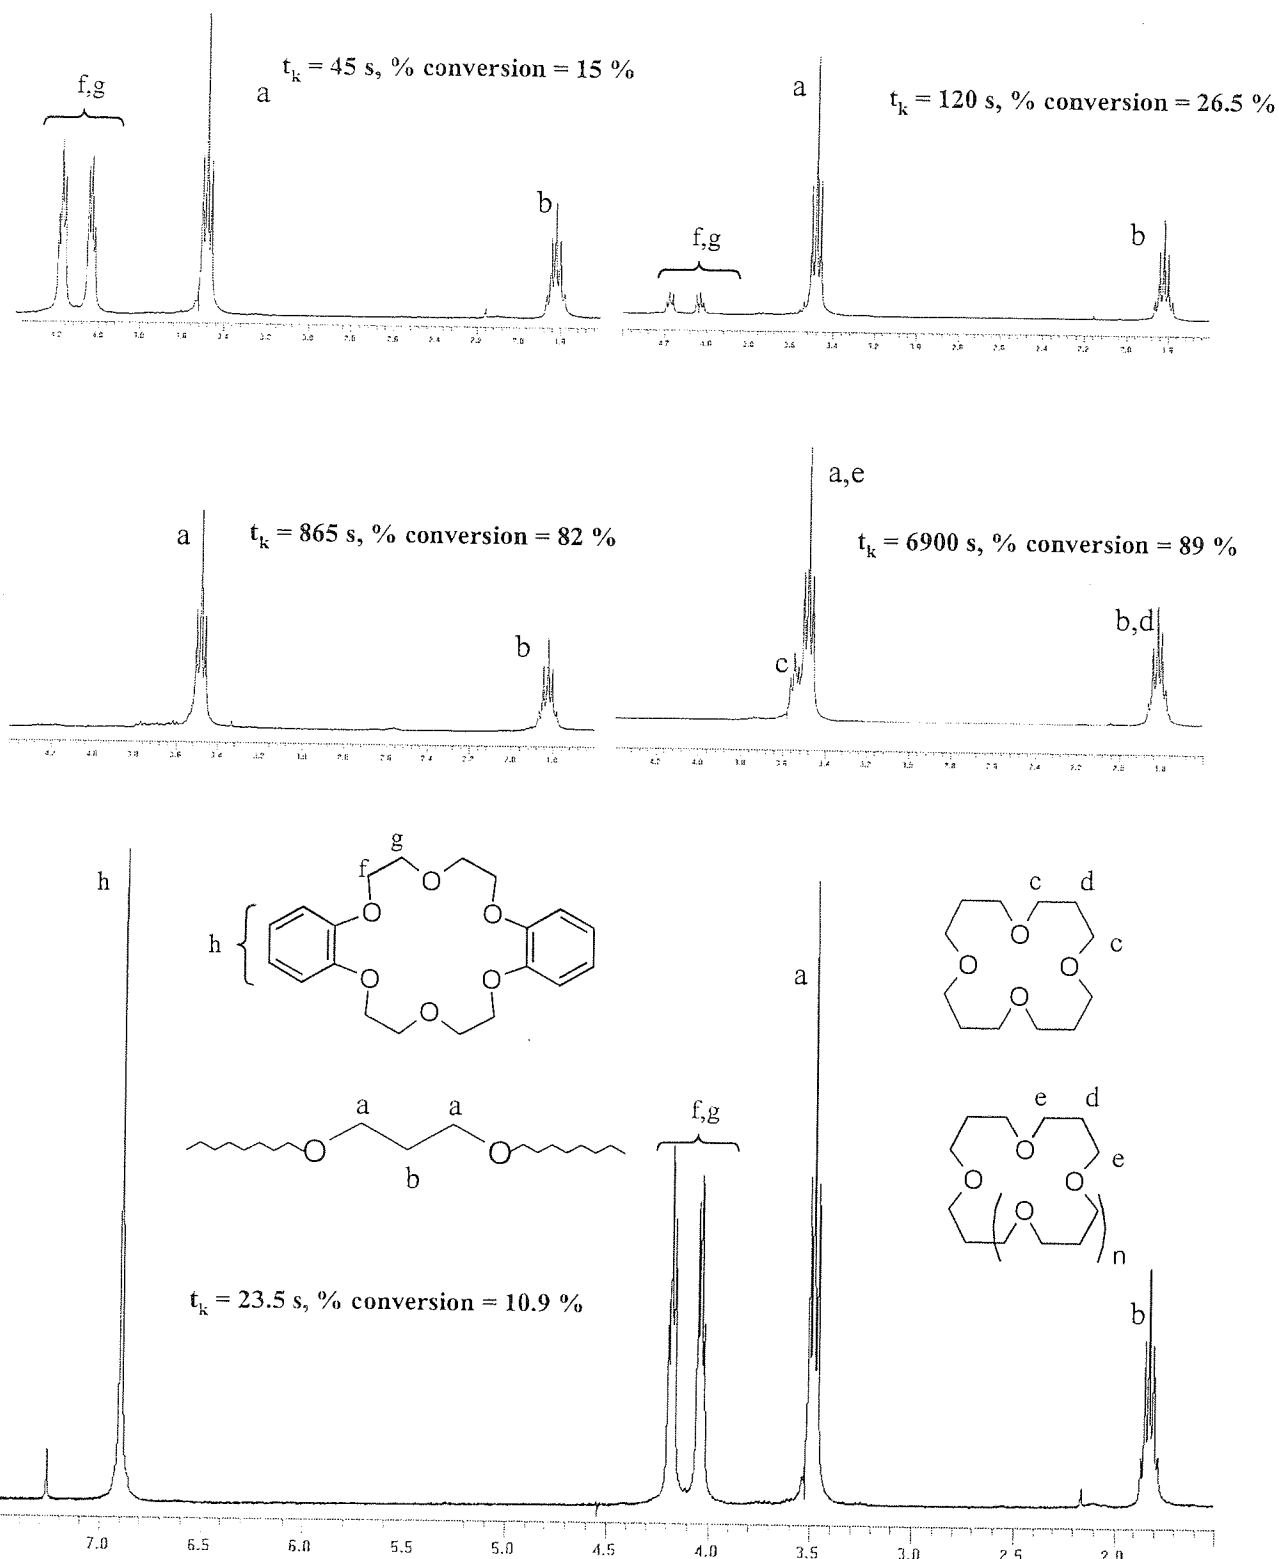 t_k = 45 s, % conversion = 15 %
f,g
a
b
t_k = 120 s, % conversion = 26.5 %
a
f,g
b
t_k = 865 s, % conversion = 82 %
a
b
a,e
t_k = 6900 s, % conversion = 89 %
c
b,d
h
g
f
O
O
O
O
O
O
h
c d
c
O
O
O
O
a
a a
O
O
b
f,g
e d
e
O
O
O
O
n
t_k = 23.5 s, % conversion = 10.9 %
b
7.0 6.5 6.0 5.5 5.0 4.5 4.0 3.5 3.0 2.5 2.0